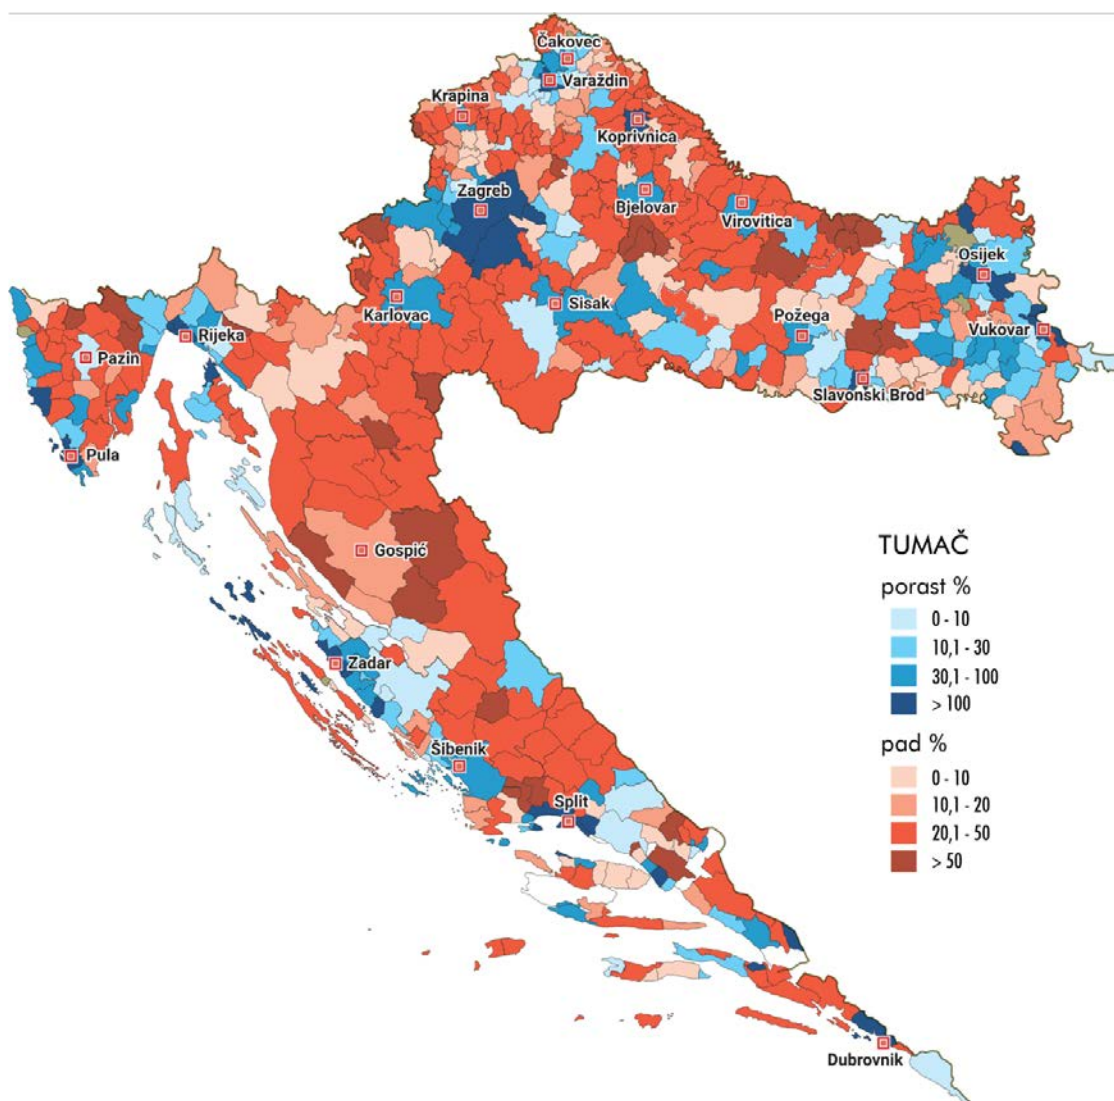 Čakovec
Varaždin
Krapina
Koprivnica
Zagreb
Bjelovar
Virovitica
Osijek
Karlovac
Sisak
Požega
Vukovar
Rijeka
Pazin
Slavonski Brod
Pula
Gospić
Zadar
Šibenik
Split
Dubrovnik
TUMAČ
porast %
0 - 10
10,1 - 30
30,1 - 100
> 100
pad %
0 - 10
10,1 - 20
20,1 - 50
> 50